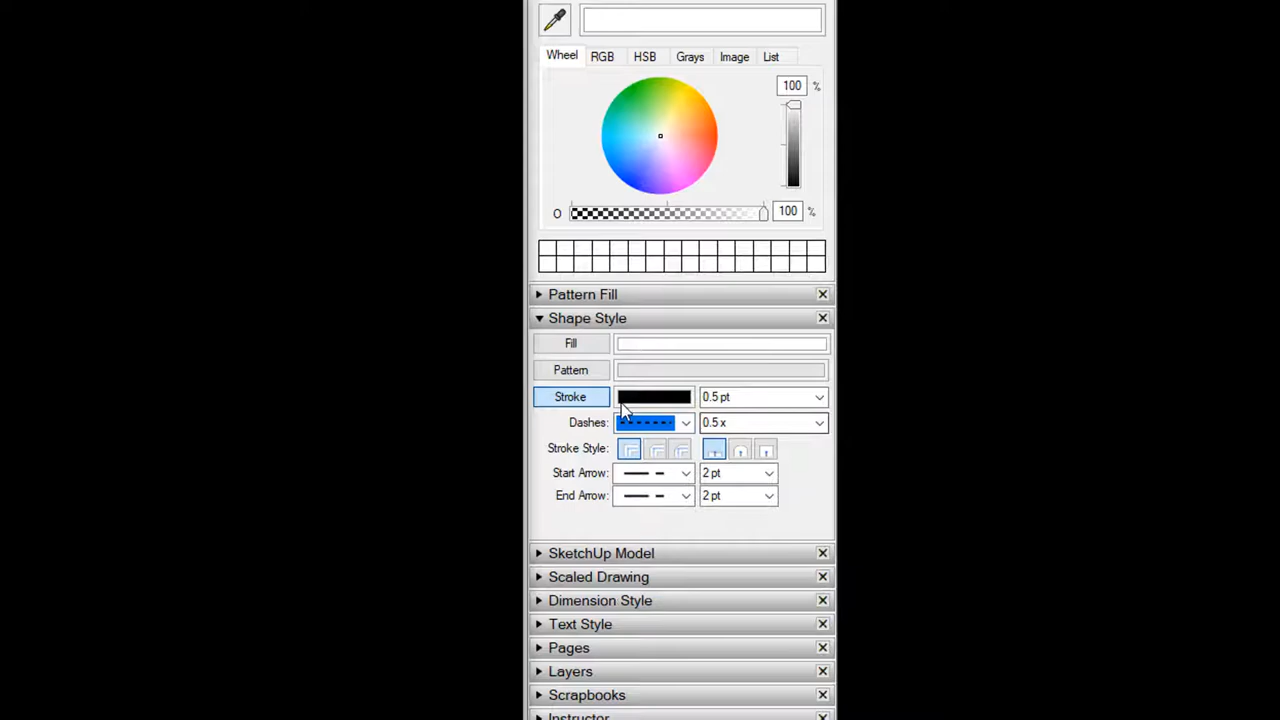 Wheel RGB HSB Grays Image List
100 %
O 100 %
Pattern Fill
Shape Style
Fill
Pattern
Stroke 0.5 pt
Dashes: 0.5 x
Stroke Style:
Start Arrow: 2 pt
End Arrow: 2 pt
SketchUp Model
Scaled Drawing
Dimension Style
Text Style
Pages
Layers
Scrapbooks
Instructor